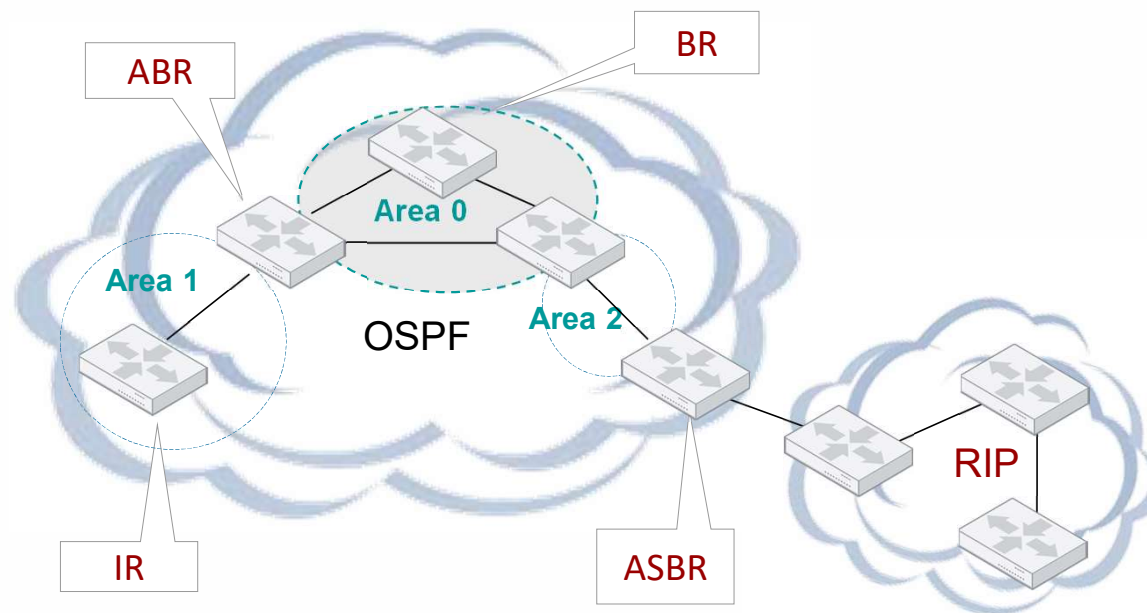 BR
ABR
Area 0
Area 1
Area 2
OSPF
RIP
IR
ASBR